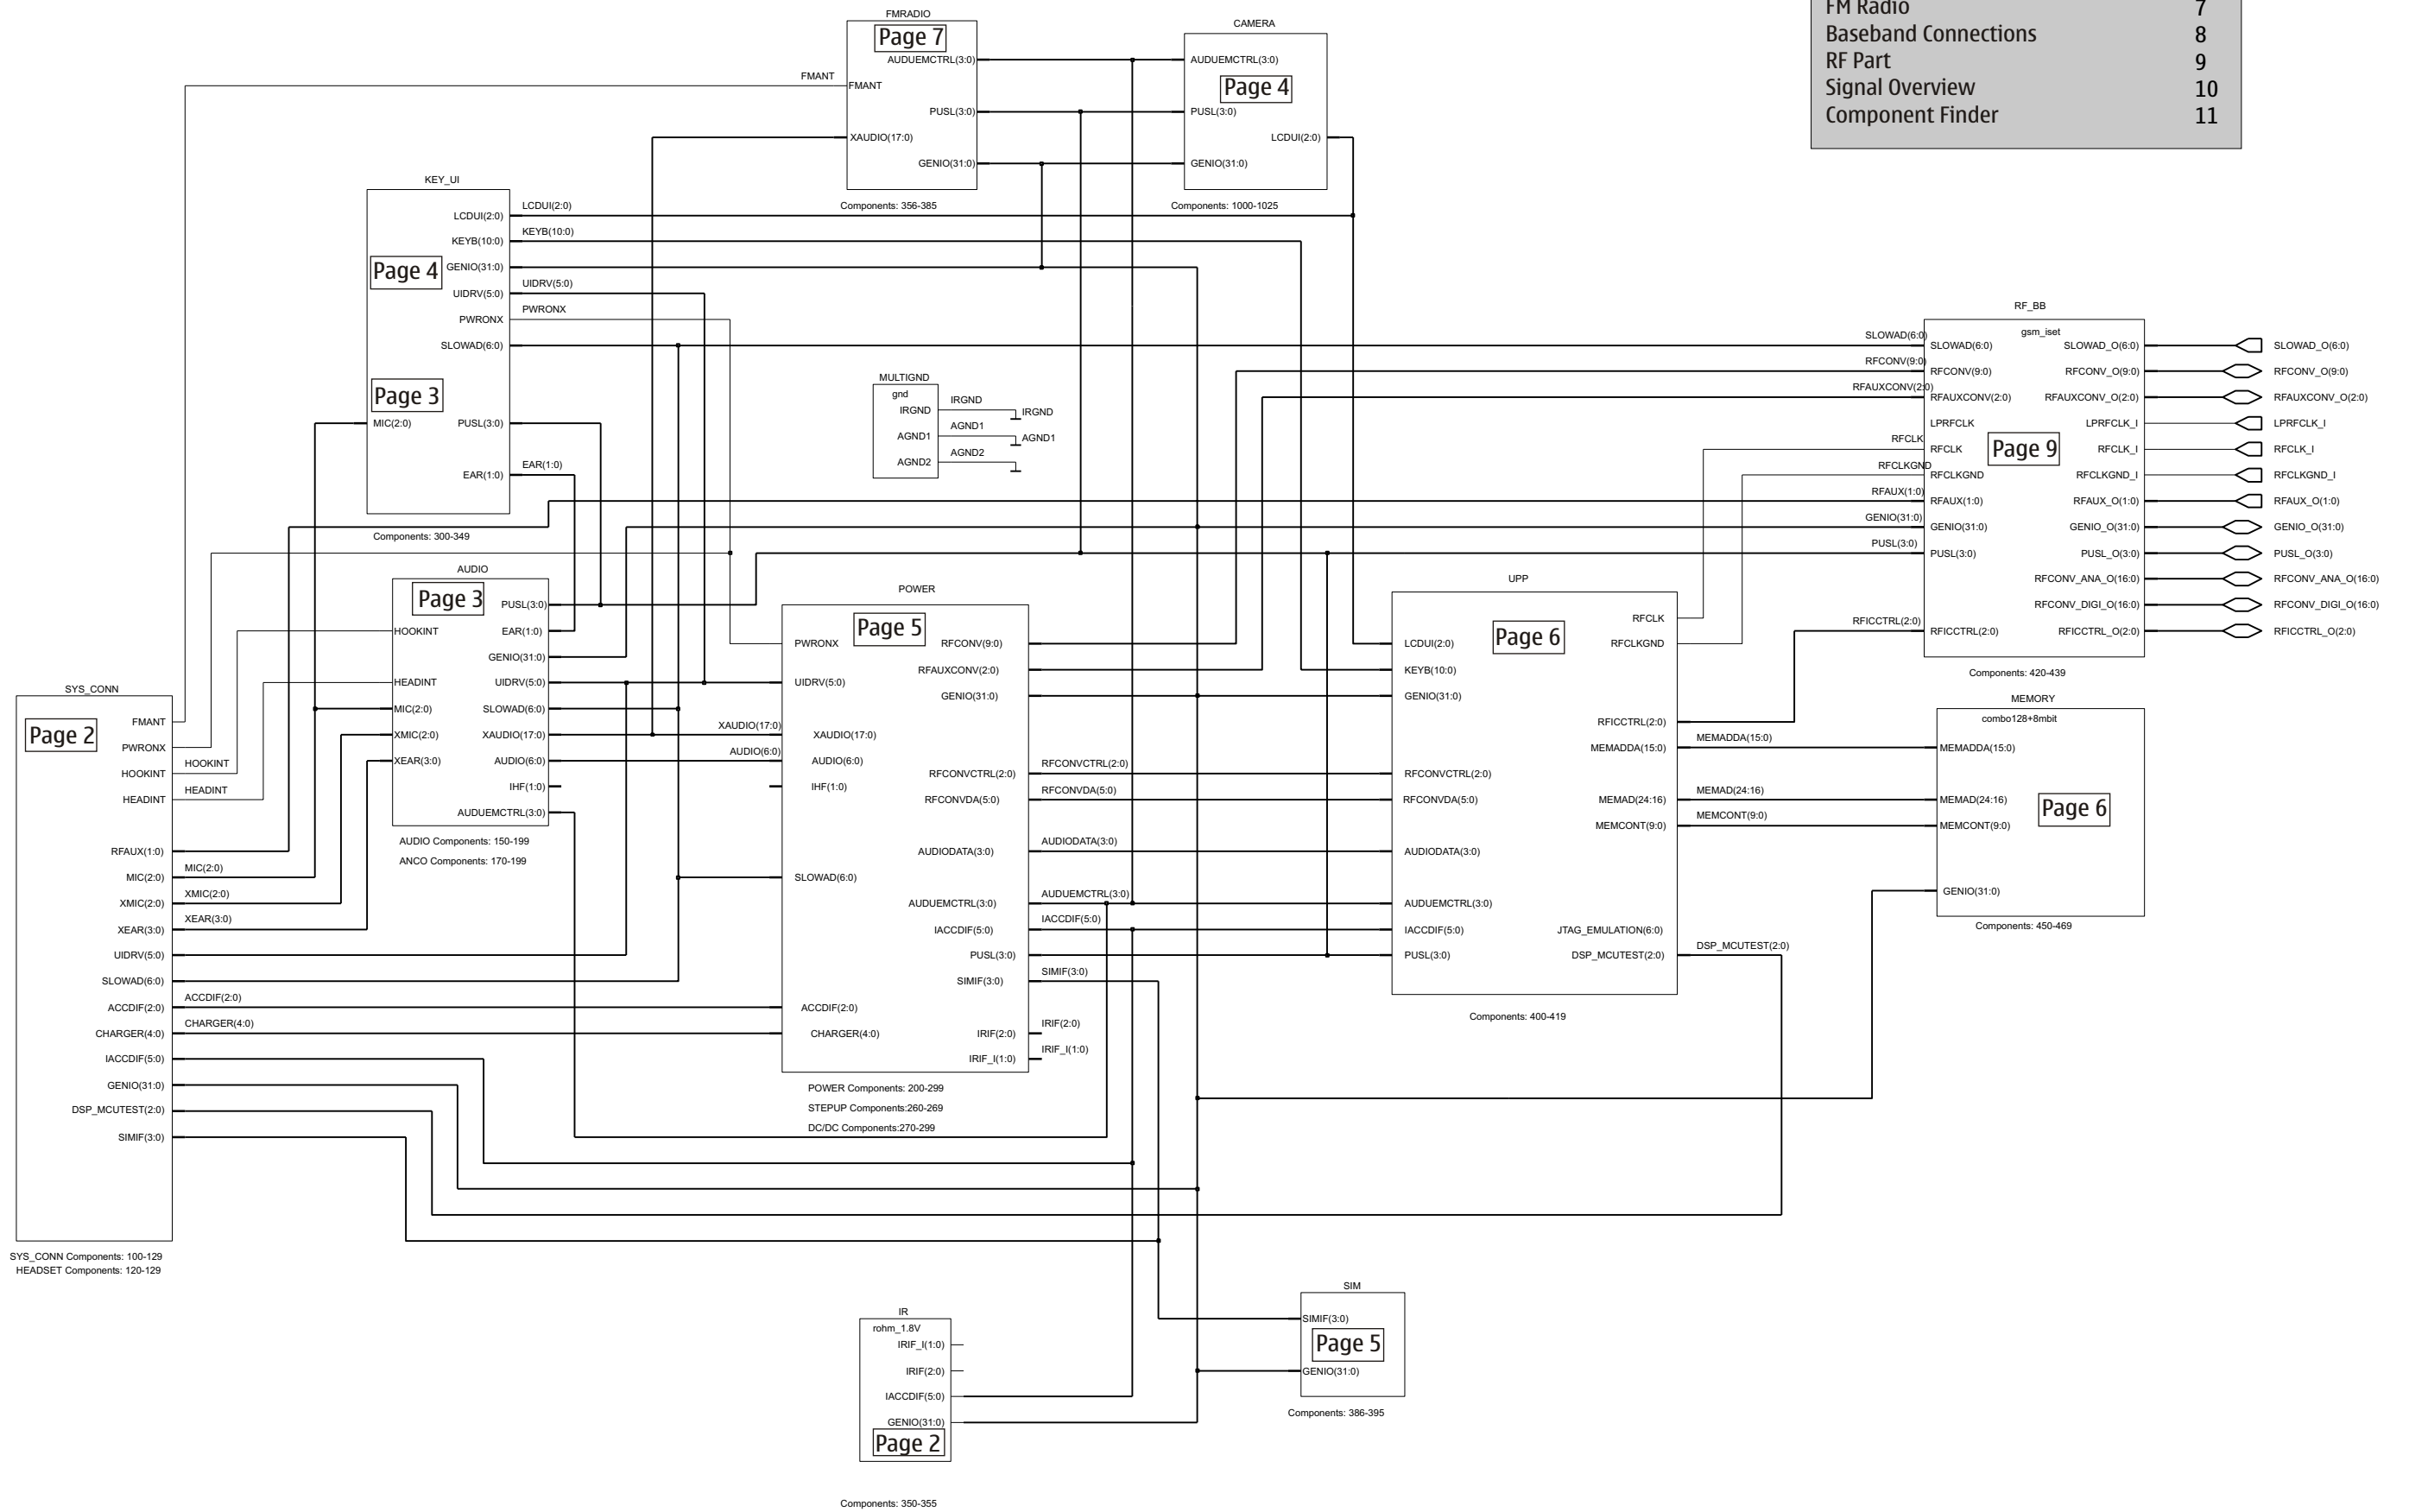 FM Radio 7
Baseband Connections 8
RF Part 9
Signal Overview 10
Component Finder 11
FMRADIO
Page 7
AUDUEMCTRL(3:0)
FMANT
FMANT
PUSL(3:0)
XAUDIO(17:0)
GENIO(31:0)
Components: 356-385
CAMERA
AUDUEMCTRL(3:0)
Page 4
PUSL(3:0)
LCDUI(2:0)
GENIO(31:0)
Components: 1000-1025
KEY_UI
LCDUI(2:0) LCDUI(2:0)
KEYB(10:0) KEYB(10:0)
Page 4
GENIO(31:0)
UIDRV(5:0) UIDRV(5:0)
PWRONX PWRONX
SLOWAD(6:0)
Page 3
MIC(2:0) PUSL(3:0)
EAR(1:0) EAR(1:0)
Components: 300-349
MULTIGND
gnd
IRGND IRGND IRGND
AGND1 AGND1 AGND1
AGND2 AGND2
RF_BB
gsm_iset
SLOWAD(6:0) SLOWAD(6:0) SLOWAD_O(6:0) SLOWAD_O(6:0)
RFCONV(9:0) RFCONV(9:0) RFCONV_O(9:0) RFCONV_O(9:0)
RFAUXCONV(2:0) RFAUXCONV(2:0) RFAUXCONV_O(2:0) RFAUXCONV_O(2:0)
LPRFCLK LPRFCLK_I LPRFCLK_I
Page 9
RFCLK RFCLK RFCLK_I RFCLK_I
RFCLKGND RFCLKGND RFCLKGND_I RFCLKGND_I
RFAUX(1:0) RFAUX(1:0) RFAUX_O(1:0) RFAUX_O(1:0)
GENIO(31:0) GENIO(31:0) GENIO_O(31:0) GENIO_O(31:0)
PUSL(3:0) PUSL(3:0) PUSL_O(3:0) PUSL_O(3:0)
RFCONV_ANA_O(16:0) RFCONV_ANA_O(16:0)
RFCONV_DIGI_O(16:0) RFCONV_DIGI_O(16:0)
RFICCTRL(2:0) RFICCTRL(2:0) RFICCTRL_O(2:0) RFICCTRL_O(2:0)
Components: 420-439
AUDIO
Page 3
PUSL(3:0)
HOOKINT EAR(1:0)
GENIO(31:0)
HEADINT UIDRV(5:0)
MIC(2:0) SLOWAD(6:0)
XMIC(2:0) XAUDIO(17:0)
XEAR(3:0) AUDIO(6:0)
IHF(1:0)
AUDUEMCTRL(3:0)
AUDIO Components: 150-199
ANCO Components: 170-199
POWER
Page 5
PWRONX RFCONV(9:0)
RFAUXCONV(2:0)
UIDRV(5:0)
GENIO(31:0)
XAUDIO(17:0) XAUDIO(17:0)
AUDIO(6:0) AUDIO(6:0)
RFCONVCTRL(2:0) RFCONVCTRL(2:0)
IHF(1:0)
RFCONVDA(5:0) RFCONVDA(5:0)
AUDIODATA(3:0) AUDIODATA(3:0)
SLOWAD(6:0)
AUDUEMCTRL(3:0) AUDUEMCTRL(3:0)
IACCDIF(5:0) IACCDIF(5:0)
PUSL(3:0)
SIMIF(3:0) SIMIF(3:0)
ACCDIF(2:0)
CHARGER(4:0) IRIF(2:0) IRIF(2:0)
IRIF_I(1:0) IRIF_I(1:0)
POWER Components: 200-299
STEPUP Components:260-269
DC/DC Components:270-299
UPP
RFCLK
Page 6
LCDUI(2:0) RFCLKGND
KEYB(10:0)
GENIO(31:0)
RFICCTRL(2:0)
MEMADDA(15:0) MEMADDA(15:0)
RFCONVCTRL(2:0)
RFCONVDA(5:0) MEMAD(24:16) MEMAD(24:16)
MEMCONT(9:0) MEMCONT(9:0)
AUDIODATA(3:0)
AUDUEMCTRL(3:0)
IACCDIF(5:0) JTAG_EMULATION(6:0)
PUSL(3:0) DSP_MCUTEST(2:0) DSP_MCUTEST(2:0)
Components: 400-419
MEMORY
combo128+8mbit
MEMADDA(15:0)
MEMAD(24:16)
Page 6
MEMCONT(9:0)
GENIO(31:0)
Components: 450-469
SYS_CONN
Page 2
FMANT
PWRONX
HOOKINT HOOKINT
HEADINT HEADINT
RFAUX(1:0)
MIC(2:0) MIC(2:0)
XMIC(2:0) XMIC(2:0)
XEAR(3:0) XEAR(3:0)
UIDRV(5:0)
SLOWAD(6:0)
ACCDIF(2:0) ACCDIF(2:0)
CHARGER(4:0) CHARGER(4:0)
IACCDIF(5:0)
GENIO(31:0)
DSP_MCUTEST(2:0)
SIMIF(3:0)
SYS_CONN Components: 100-129
HEADSET Components: 120-129
IR
rohm_1.8V
IRIF_I(1:0)
IRIF(2:0)
IACCDIF(5:0)
GENIO(31:0)
Page 2
Components: 350-355
SIM
SIMIF(3:0)
Page 5
GENIO(31:0)
Components: 386-395